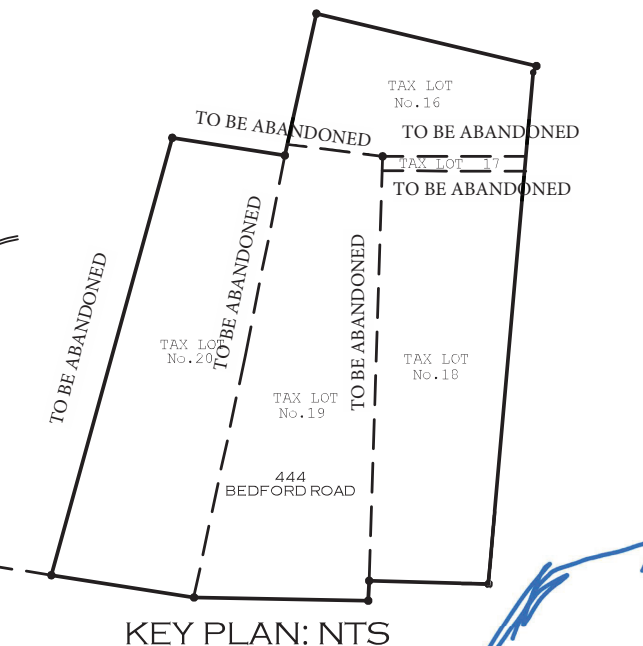 TAX LOT
No.16
TO BE ABANDONED
TO BE ABANDONED
TAX LOT 17
TO BE ABANDONED
TO BE ABANDONED
TO BE ABANDONED
TO BE ABANDONED
TAX LOT
No.20
TAX LOT
No.18
TAX LOT
No.19
444
BEDFORD ROAD
KEY PLAN: NTS